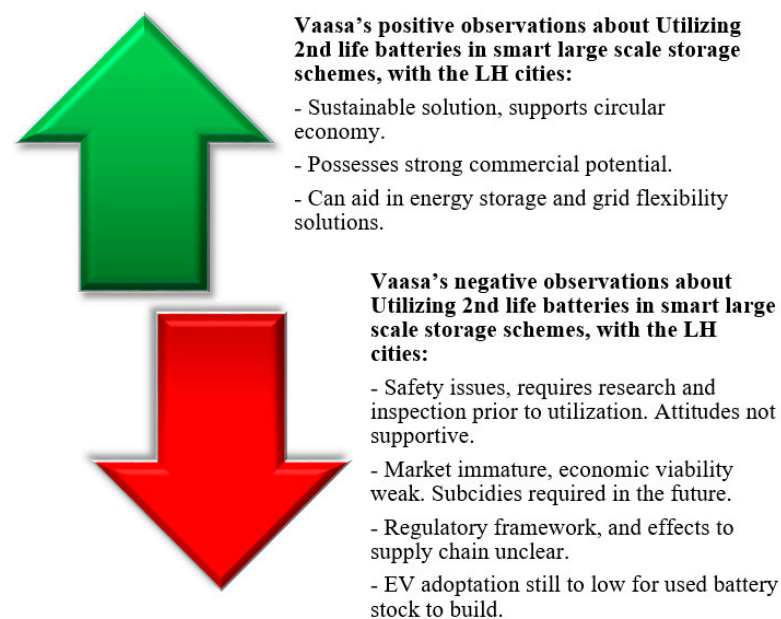 Vaasa's positive observations about Utilizing
2nd life batteries in smart large scale storage
schemes, with the LH cities:
- Sustainable solution, supports circular
economy.
- Possesses strong commercial potential.
- Can aid in energy storage and grid flexibility
solutions.
Vaasa's negative observations about
Utilizing 2nd life batteries in smart large
scale storage schemes, with the LH
cities:
- Safety issues, requires research and
inspection prior to utilization. Attitudes not
supportive.
- Market immature, economic viability
weak. Subcidies required in the future.
- Regulatory framework, and effects to
supply chain unclear.
- EV adoptation still to low for used battery
stock to build.